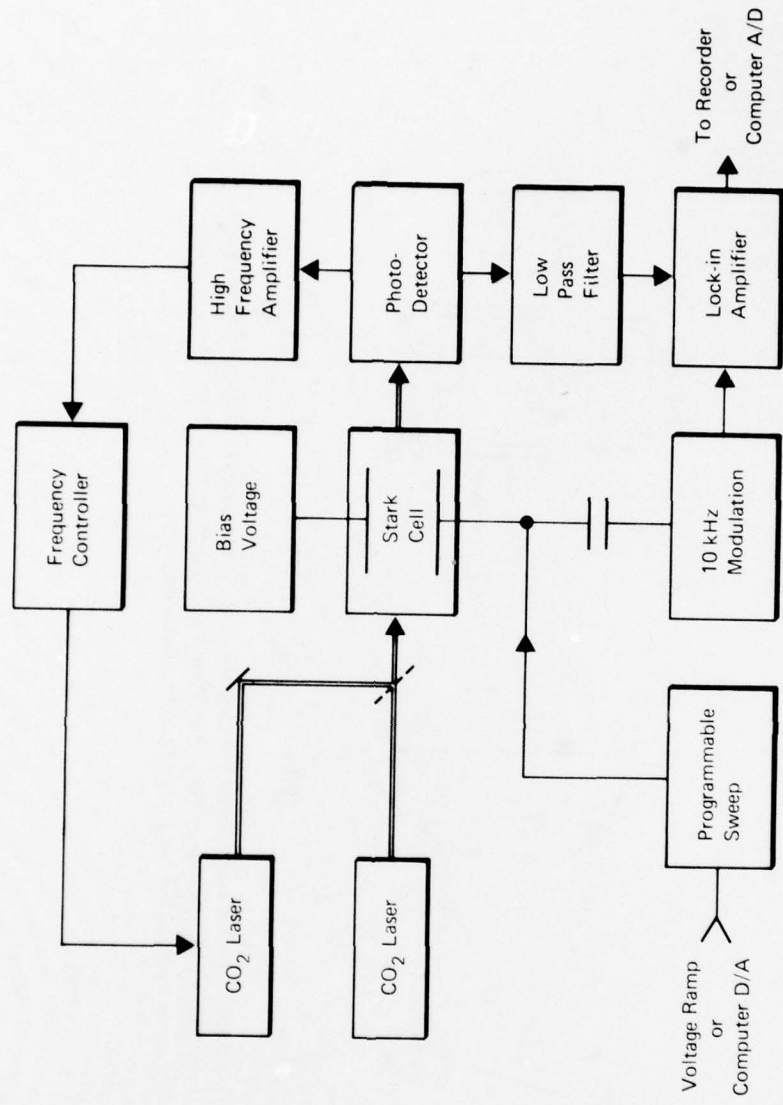 Frequency
Controller
High
Frequency
Amplifier
Bias
Voltage
Photo-
Detector
CO2 Laser
Stark
Cell
CO2 Laser
Low
Pass
Filter
Programmable
Sweep
10 kHz
Modulation
Lock-in
Amplifier
Voltage Ramp
or
Computer D/A
To Recorder
or
Computer A/D